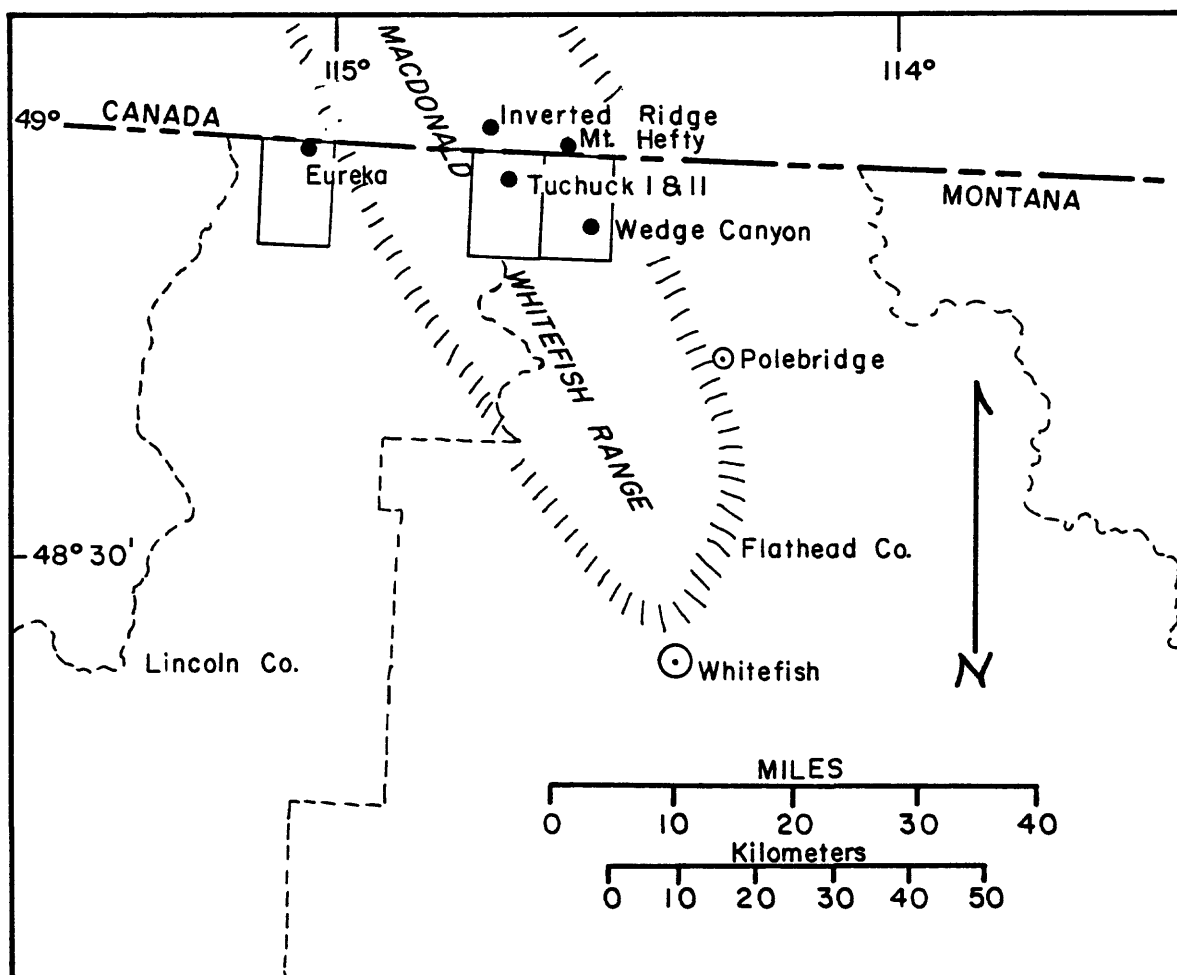 MACDONALD
115°
114°
49°
CANADA
Inverted Ridge
Mt. Hefty
Eureka
Tuchuck I & II
MONTANA
Wedge Canyon
WHITEFISH RANGE
Polebridge
48°30'
Flathead Co.
Lincoln Co.
Whitefish
N
MILES
0 10 20 30 40
Kilometers
0 10 20 30 40 50